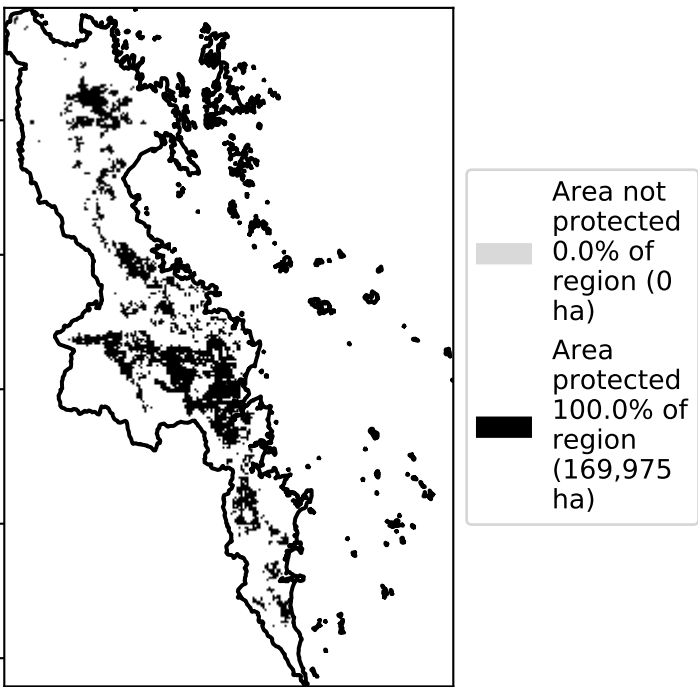 Area not
protected
0.0% of
region (0
ha)
Area
protected
100.0% of
region
(169,975
ha)